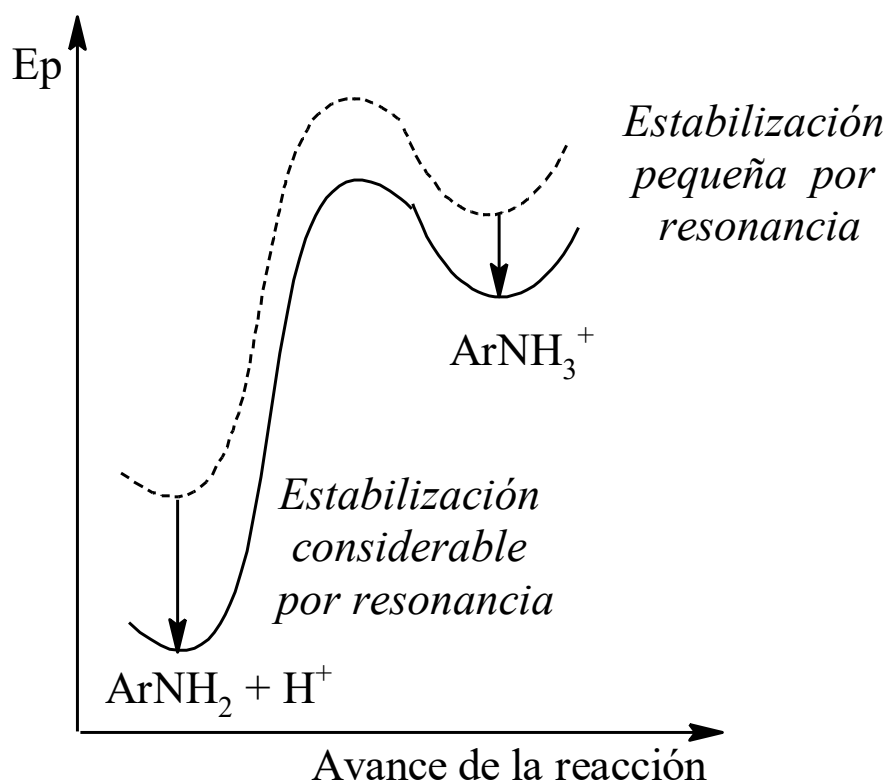 Ep
Estabilización
pequeña por
resonancia
ArNH₃⁺
Estabilización
considerable
por resonancia
ArNH₂ + H⁺
Avance de la reacción